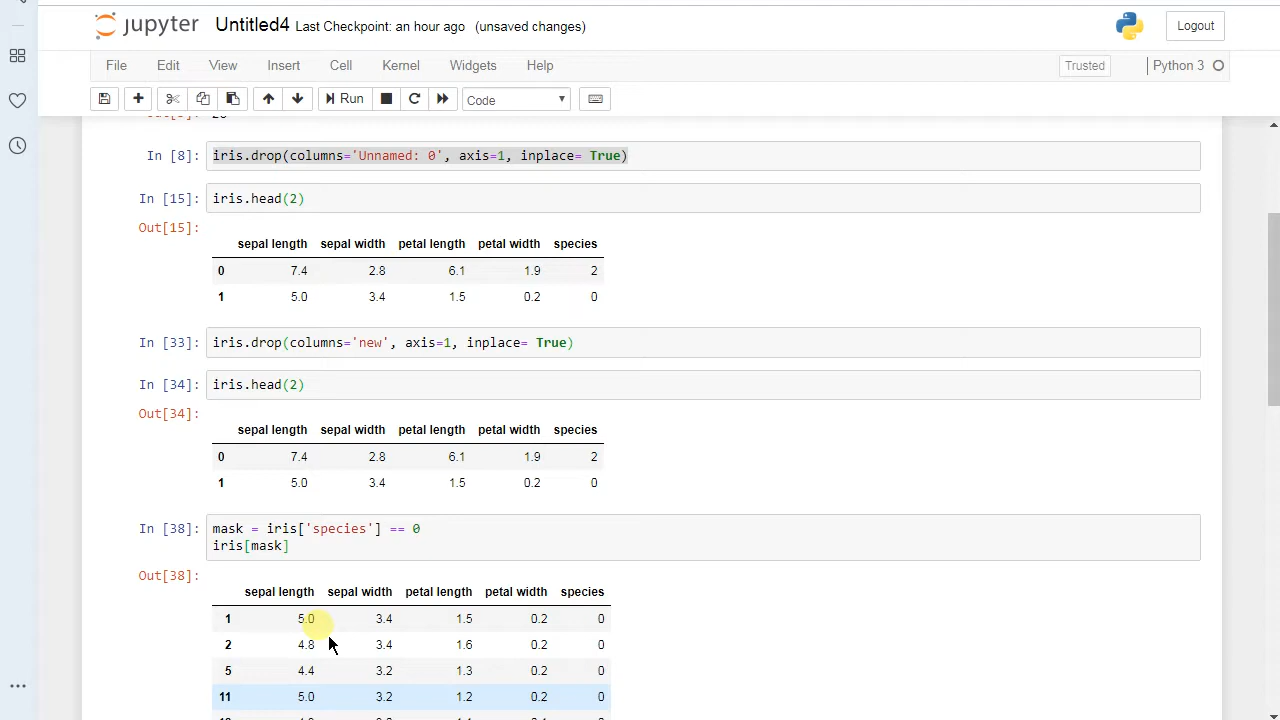 jupyter Untitled4 Last Checkpoint: an hour ago (unsaved changes) Logout
File Edit View Insert Cell Kernel Widgets Help Trusted Python 3
Run Code
In [8]: iris.drop(columns='Unnamed: 0', axis=1, inplace= True)
In [15]: iris.head(2)
Out[15]:
sepal length sepal width petal length petal width species
0 7.4 2.8 6.1 1.9 2
1 5.0 3.4 1.5 0.2 0
In [33]: iris.drop(columns='new', axis=1, inplace= True)
In [34]: iris.head(2)
Out[34]:
sepal length sepal width petal length petal width species
0 7.4 2.8 6.1 1.9 2
1 5.0 3.4 1.5 0.2 0
In [38]: mask = iris['species'] == 0
iris[mask]
Out[38]:
sepal length sepal width petal length petal width species
1 5.0 3.4 1.5 0.2 0
2 4.8 3.4 1.6 0.2 0
5 4.4 3.2 1.3 0.2 0
11 5.0 3.2 1.2 0.2 0